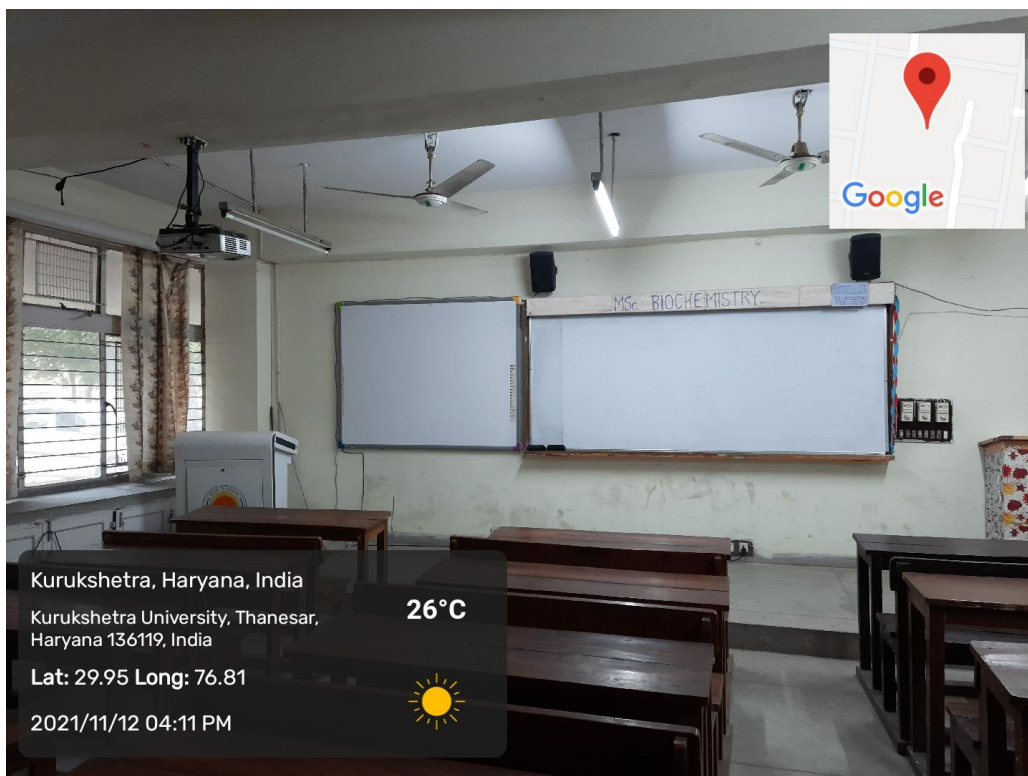 Google
MSc BIOCHEMISTRY
Kurukshetra, Haryana, India
Kurukshetra University, Thanesar,
Haryana 136119, India
26°C
Lat: 29.95 Long: 76.81
2021/11/12 04:11 PM